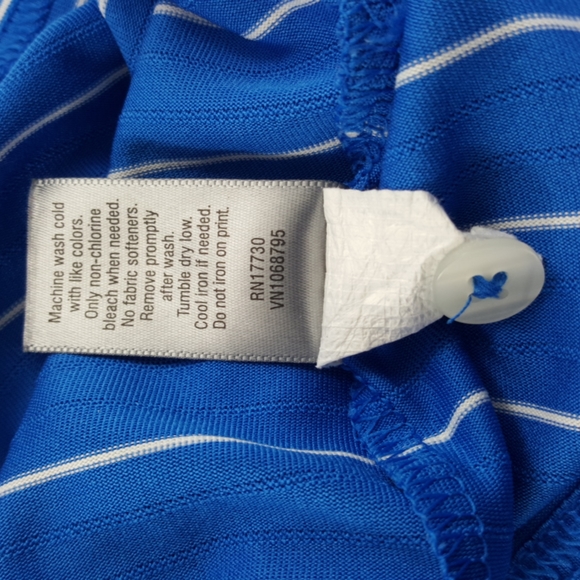 Machine wash cold
with like colors.
Only non-chlorine
bleach when needed.
No fabric softeners.
Remove promptly
after wash.
Tumble dry low.
Cool iron if needed.
Do not iron on print.
RN17730
VN1068795